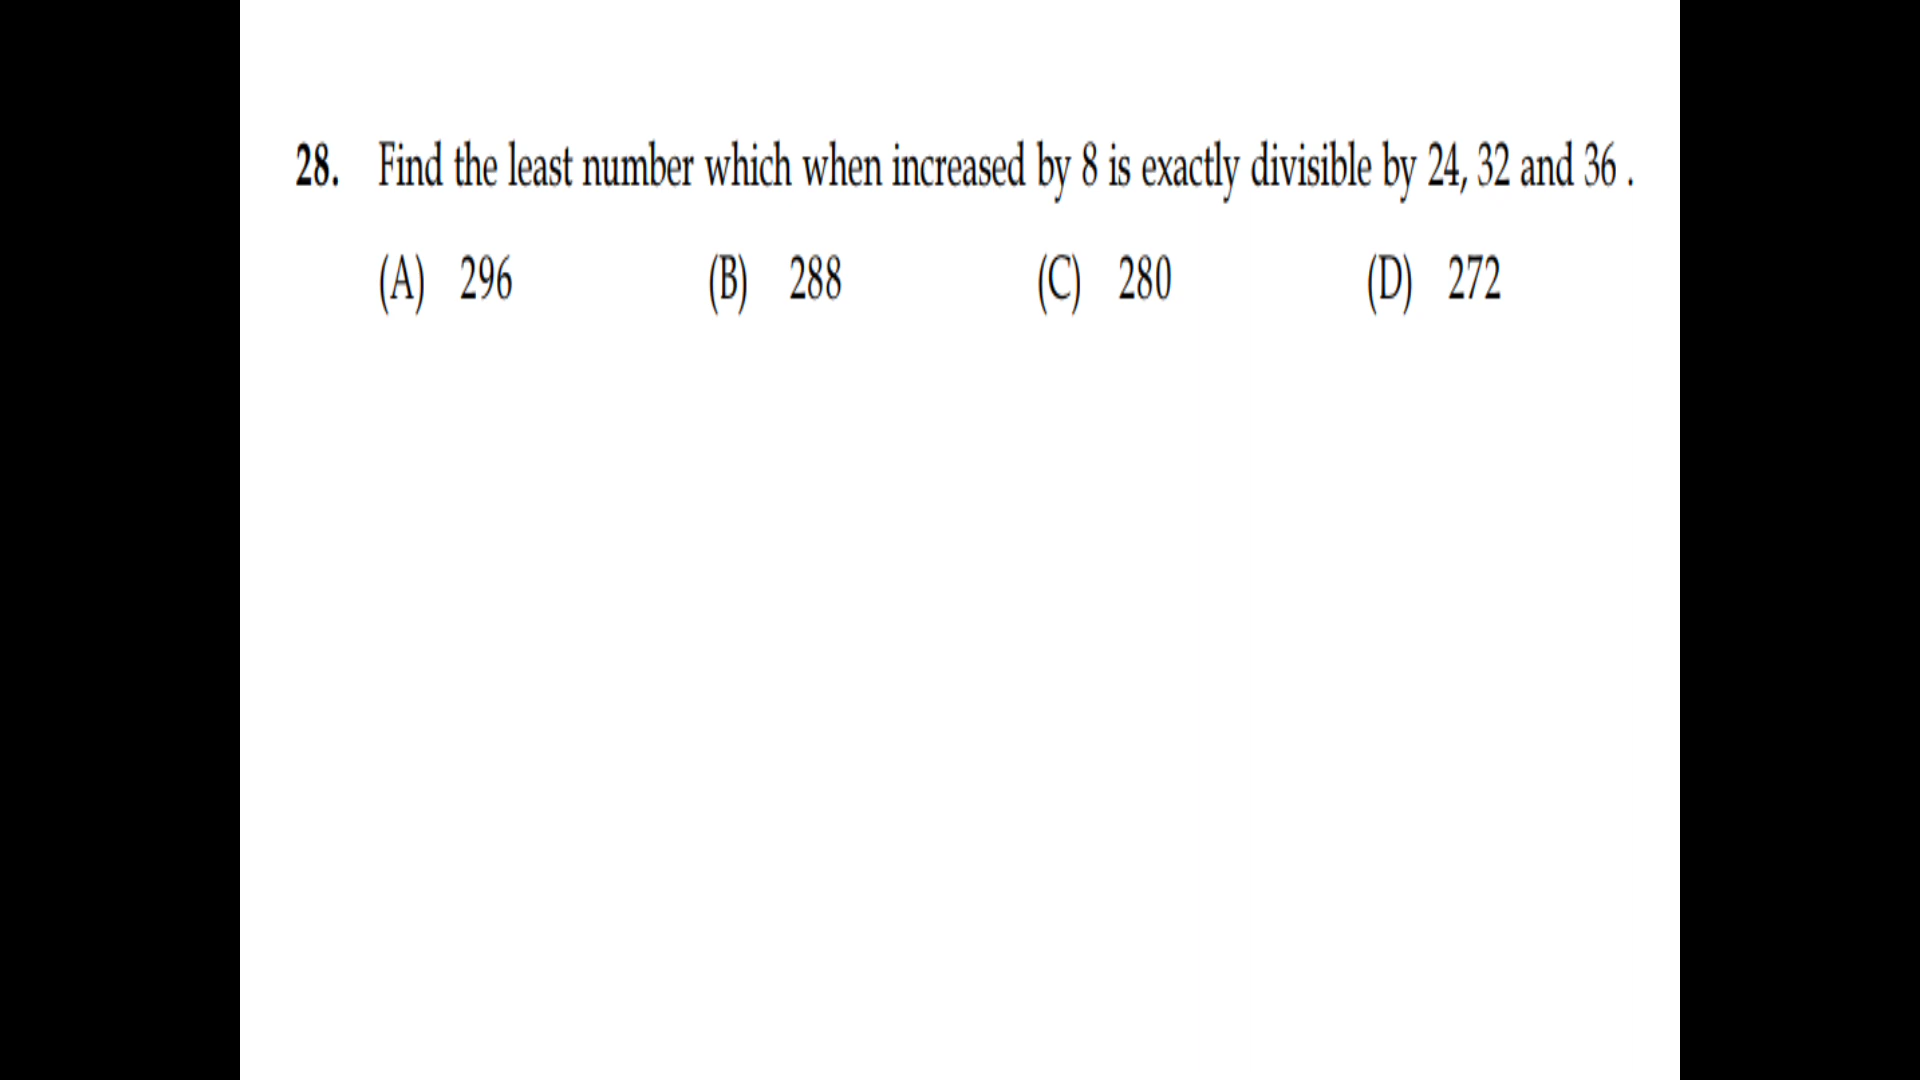 28. Find the least number which when increased by 8 is exactly divisible by 24, 32 and 36 .
(A) 296 (B) 288 (C) 280 (D) 272